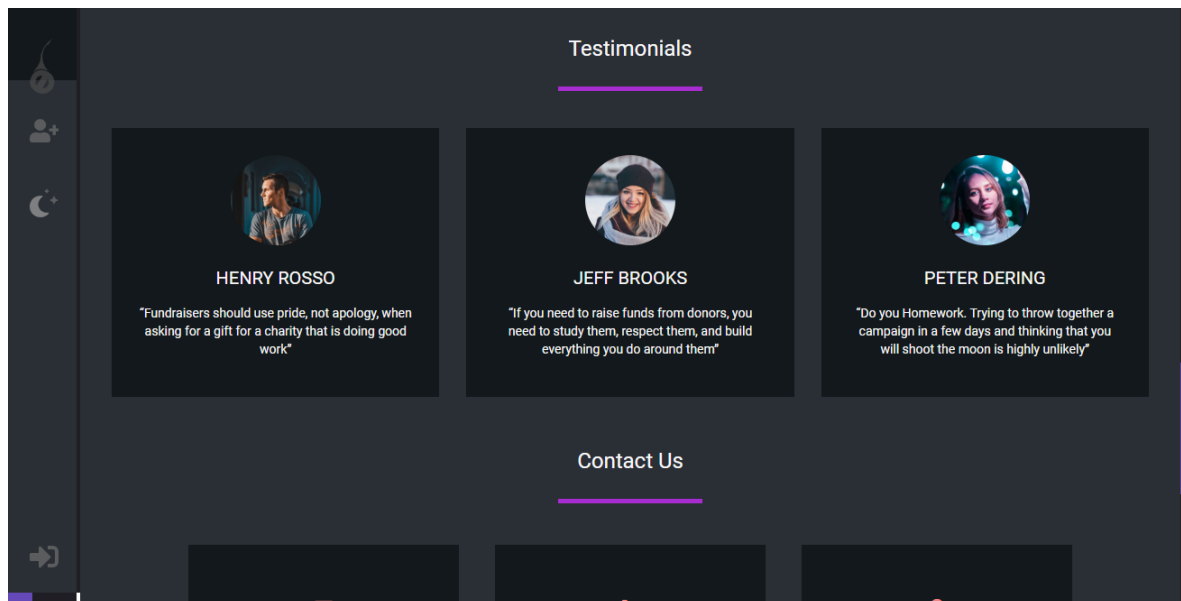 Testimonials
HENRY ROSSO
“Fundraisers should use pride, not apology, when
asking for a gift for a charity that is doing good
work”
JEFF BROOKS
“If you need to raise funds from donors, you
need to study them, respect them, and build
everything you do around them”
PETER DERING
“Do you Homework. Trying to throw together a
campaign in a few days and thinking that you
will shoot the moon is highly unlikely”
Contact Us